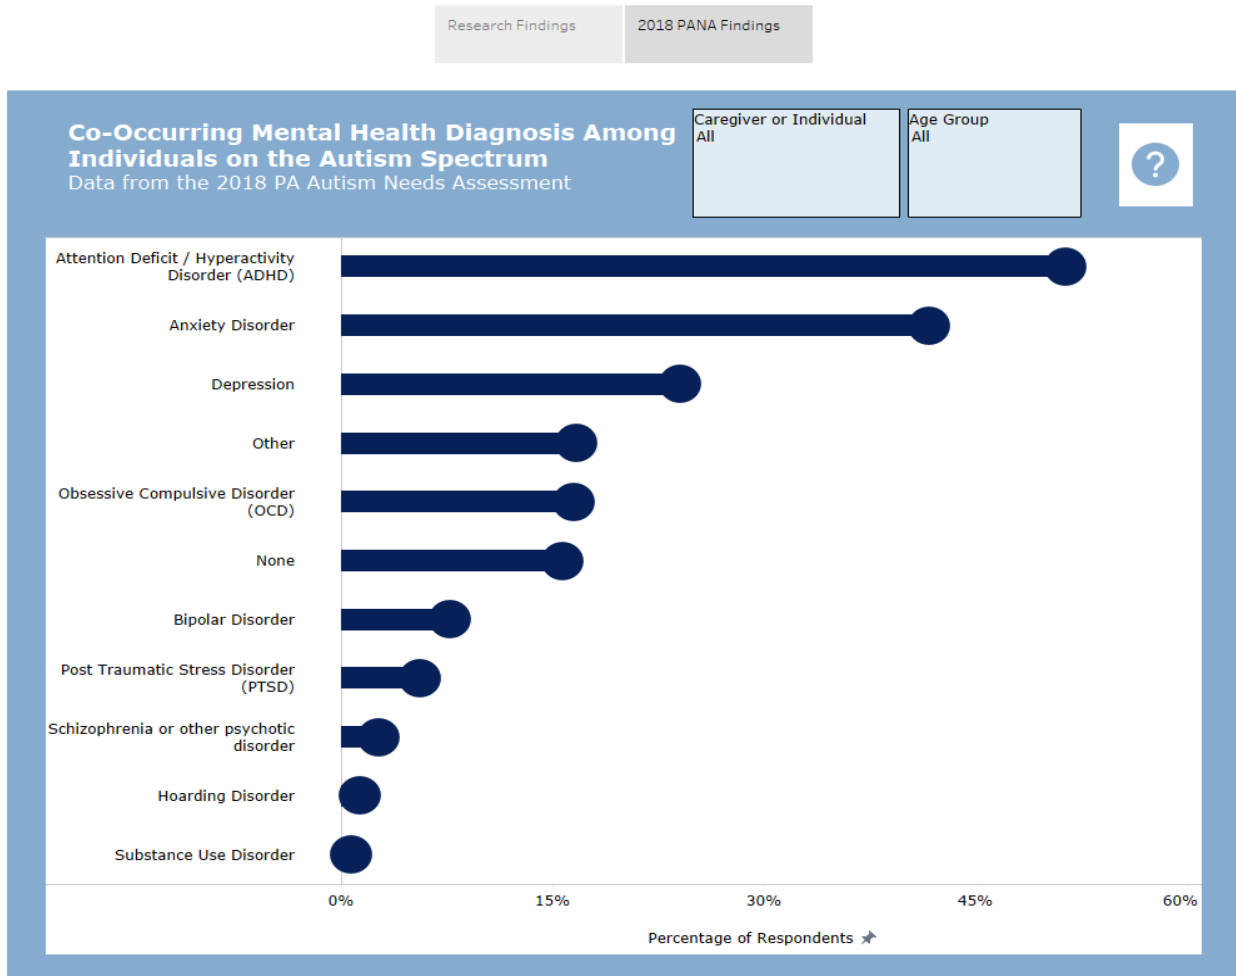 Research Findings
2018 PANA Findings
Co-Occurring Mental Health Diagnosis Among
Individuals on the Autism Spectrum
Data from the 2018 PA Autism Needs Assessment
Caregiver or Individual
All
Age Group
All
?
Attention Deficit / Hyperactivity
Disorder (ADHD)
Anxiety Disorder
Depression
Other
Obsessive Compulsive Disorder
(OCD)
None
Bipolar Disorder
Post Traumatic Stress Disorder
(PTSD)
Schizophrenia or other psychotic
disorder
Hoarding Disorder
Substance Use Disorder
0%
15%
30%
45%
60%
Percentage of Respondents